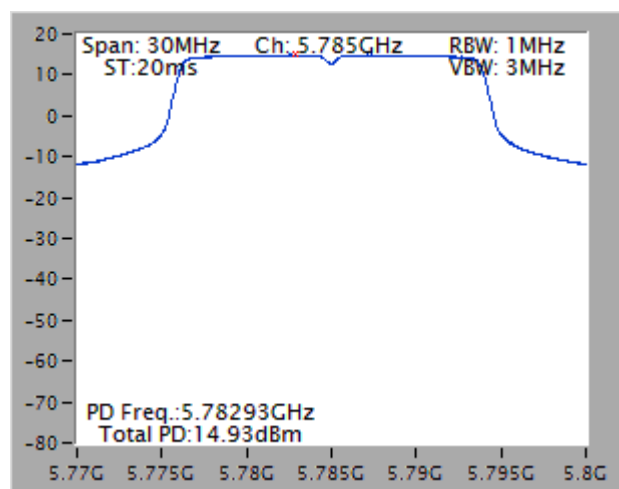 20
Span: 30MHz Ch: 5.785GHz RBW: 1MHz
ST:20ms VBW: 3MHz
10
0
-10
-20
-30
-40
-50
-60
-70
PD Freq.:5.78293GHz
Total PD:14.93dBm
-80
5.77G 5.775G 5.78G 5.785G 5.79G 5.795G 5.8G